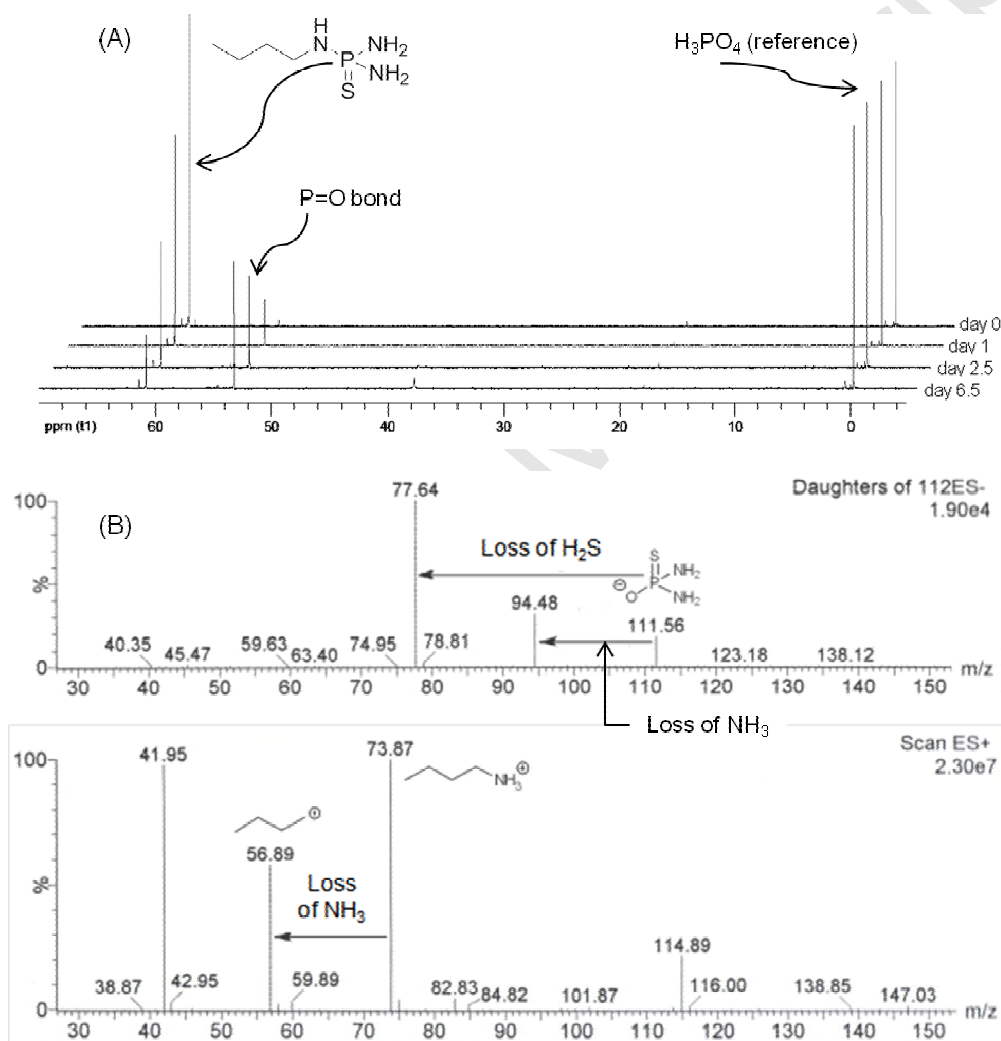 (A)
H
N
P
NH2
NH2
S
H3PO4 (reference)
P=O bond
day 0
day 1
day 2.5
day 6.5
ppm (t1)
60
50
40
30
20
10
0
(B)
Daughters of 112ES-
1.90e4
100
%
0
77.64
Loss of H2S
S
P
NH2
NH2
O
⊖
94.48
111.56
40.35
45.47
59.63
63.40
74.95
78.81
123.18
138.12
30 40 50 60 70 80 90 100 110 120 130 140 150 m/z
Loss of NH3
Scan ES+
2.30e7
100
%
0
41.95
73.87
NH3
⊕
⊕
56.89
Loss
of NH3
114.89
38.87
42.95
59.89
82.83
84.82
101.87
116.00
138.85
147.03
30 40 50 60 70 80 90 100 110 120 130 140 150 m/z